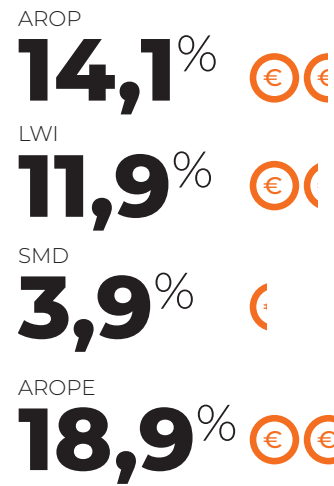 AROP
14,1%
€ €
LWI
11,9%
€
SMD
3,9%
AROPE
18,9%
€ €